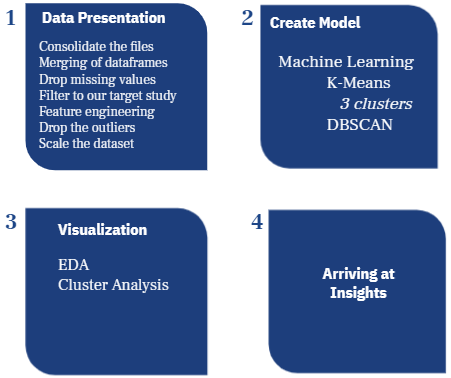 1
Data Presentation
Consolidate the files
Merging of dataframes
Drop missing values
Filter to our target study
Feature engineering
Drop the outliers
Scale the dataset
2
Create Model
Machine Learning
K-Means
3 clusters
DBSCAN
3
Visualization
EDA
Cluster Analysis
4
Arriving at
Insights